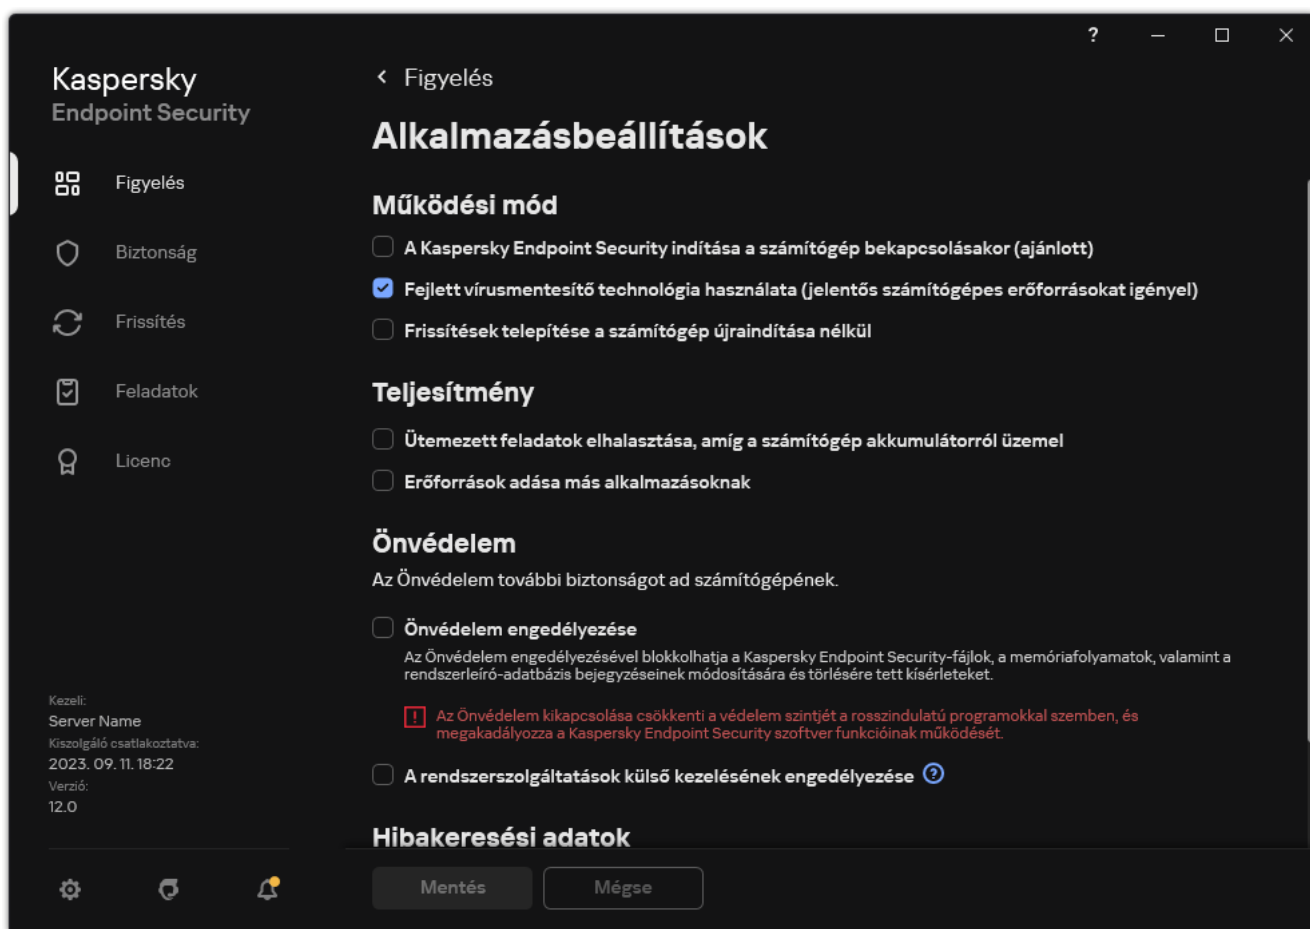 ?
Kaspersky
Endpoint Security
Figyelés
Biztonság
Frissítés
Feladatok
Licenc
Kezeli:
Server Name
Kiszolgáló csatlakoztatva:
2023. 09. 11. 18:22
Verzió:
12.0
Figyelés
Alkalmazásbeállítások
Működési mód
A Kaspersky Endpoint Security indítása a számítógép bekapcsolásakor (ajánlott)
Fejlett vírusmentesítő technológia használata (jelentős számítógépes erőforrásokat igényel)
Frissítések telepítése a számítógép újraindítása nélkül
Teljesítmény
Ütemezett feladatok elhalasztása, amíg a számítógép akkumulátorról üzemel
Erőforrások adása más alkalmazásoknak
Önvédelem
Az Önvédelem további biztonságot ad számítógépének.
Önvédelem engedélyezése
Az Önvédelem engedélyezésével blokkolhatja a Kaspersky Endpoint Security-fájlok, a memóriafolyamatok, valamint a
rendszerleíró-adatbázis bejegyzéseinek módosítására és törlésére tett kísérleteket.
! Az Önvédelem kikapcsolása csökkenti a védelem szintjét a rosszindulatú programokkal szemben, és
megakadályozza a Kaspersky Endpoint Security szoftver funkcióinak működését.
A rendszerszolgáltatások külső kezelésének engedélyezése ?
Hibakeresési adatok
Mentés
Mégse